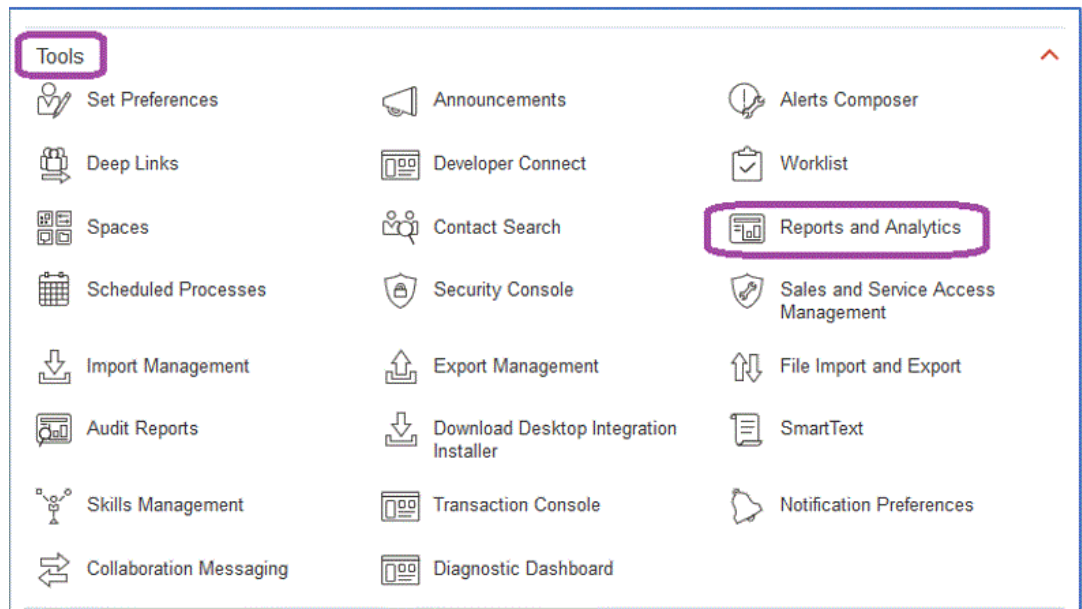 Tools
Set Preferences
Announcements
Alerts Composer
Deep Links
Developer Connect
Worklist
Spaces
Contact Search
Reports and Analytics
Scheduled Processes
Security Console
Sales and Service Access
Management
Import Management
Export Management
File Import and Export
Audit Reports
Download Desktop Integration
Installer
SmartText
Skills Management
Transaction Console
Notification Preferences
Collaboration Messaging
Diagnostic Dashboard